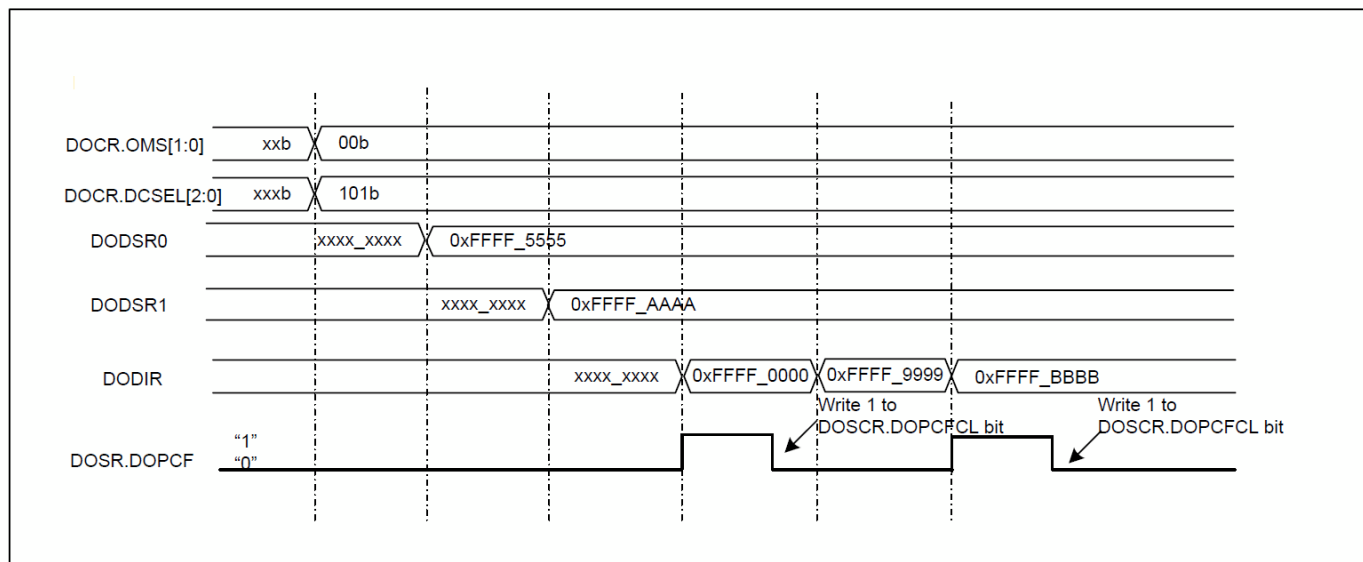 DOCR.OMS[1:0] xxb 00b
DOCR.DCSEL[2:0] xxxb 101b
DODSR0 xxxx_xxxx 0xFFFF_5555
DODSR1 xxxx_xxxx 0xFFFF_AAAA
DODIR xxxx_xxxx 0xFFFF_0000 0xFFFF_9999 0xFFFF_BBBB
Write 1 to Write 1 to
DOSCR.DOPCFCL bit DOSCR.DOPCFCL bit
“1”
DOSR.DOPCF “0”